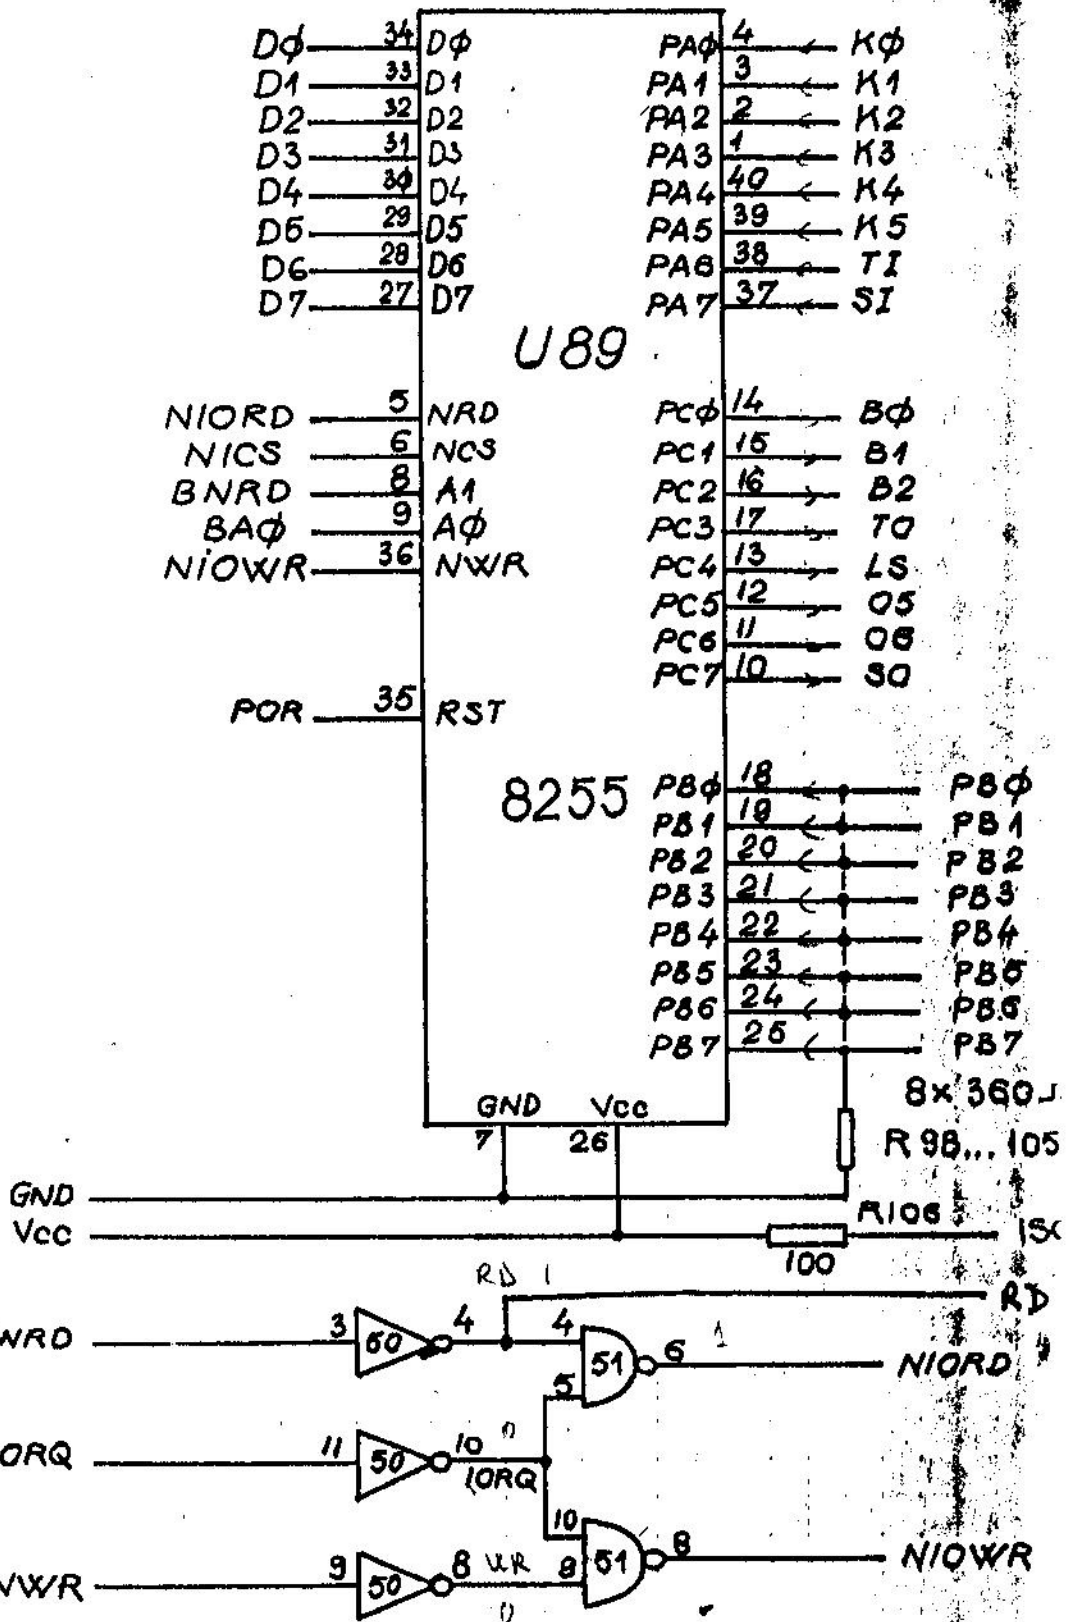 Dφ 34 Dφ PAφ 4 Kφ
D1 33 D1 PA1 3 K1
D2 32 D2 PA2 2 K2
D3 31 D3 PA3 1 K3
D4 30 D4 PA4 40 K4
D5 29 D5 PA5 39 K5
D6 28 D6 PA6 38 TI
D7 27 D7 PA7 37 SI
U89
NIORD 5 NRD PCφ 14 Bφ
NICS 6 NCS PC1 15 B1
BNRD 8 A1 PC2 16 B2
BAφ 9 Aφ PC3 17 TO
NiOWR 36 NWR PC4 13 LS
PC5 12 O5
PC6 11 O6
PC7 10 SO
POR 35 RST
8255 PBφ 18 PBφ
PB1 19 PB1
PB2 20 PB2
PB3 21 PB3
PB4 22 PB4
PB5 23 PB5
PB6 24 PB6
PB7 25 PB7
8x 360
GND Vcc
7 26 R98...105
GND
Vcc R106
100
RD 1 RD
NRD 3 50 4 4 51 6 1 NIORD
5
ORQ 11 50 10
IORQ
10
NWR 9 50 8 WR 9 51 8 NIOWR
0